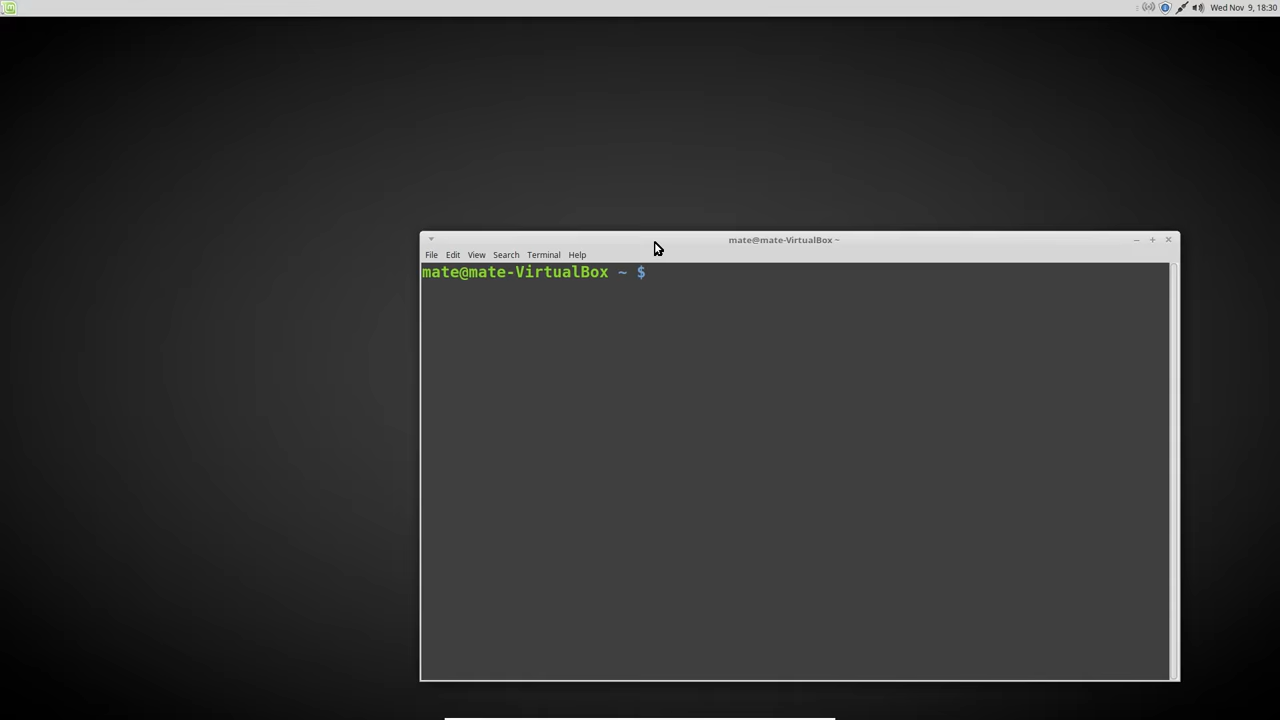 Wed Nov 9, 18:30
mate@mate-VirtualBox ~
File Edit View Search Terminal Help
mate@mate-VirtualBox ~ $